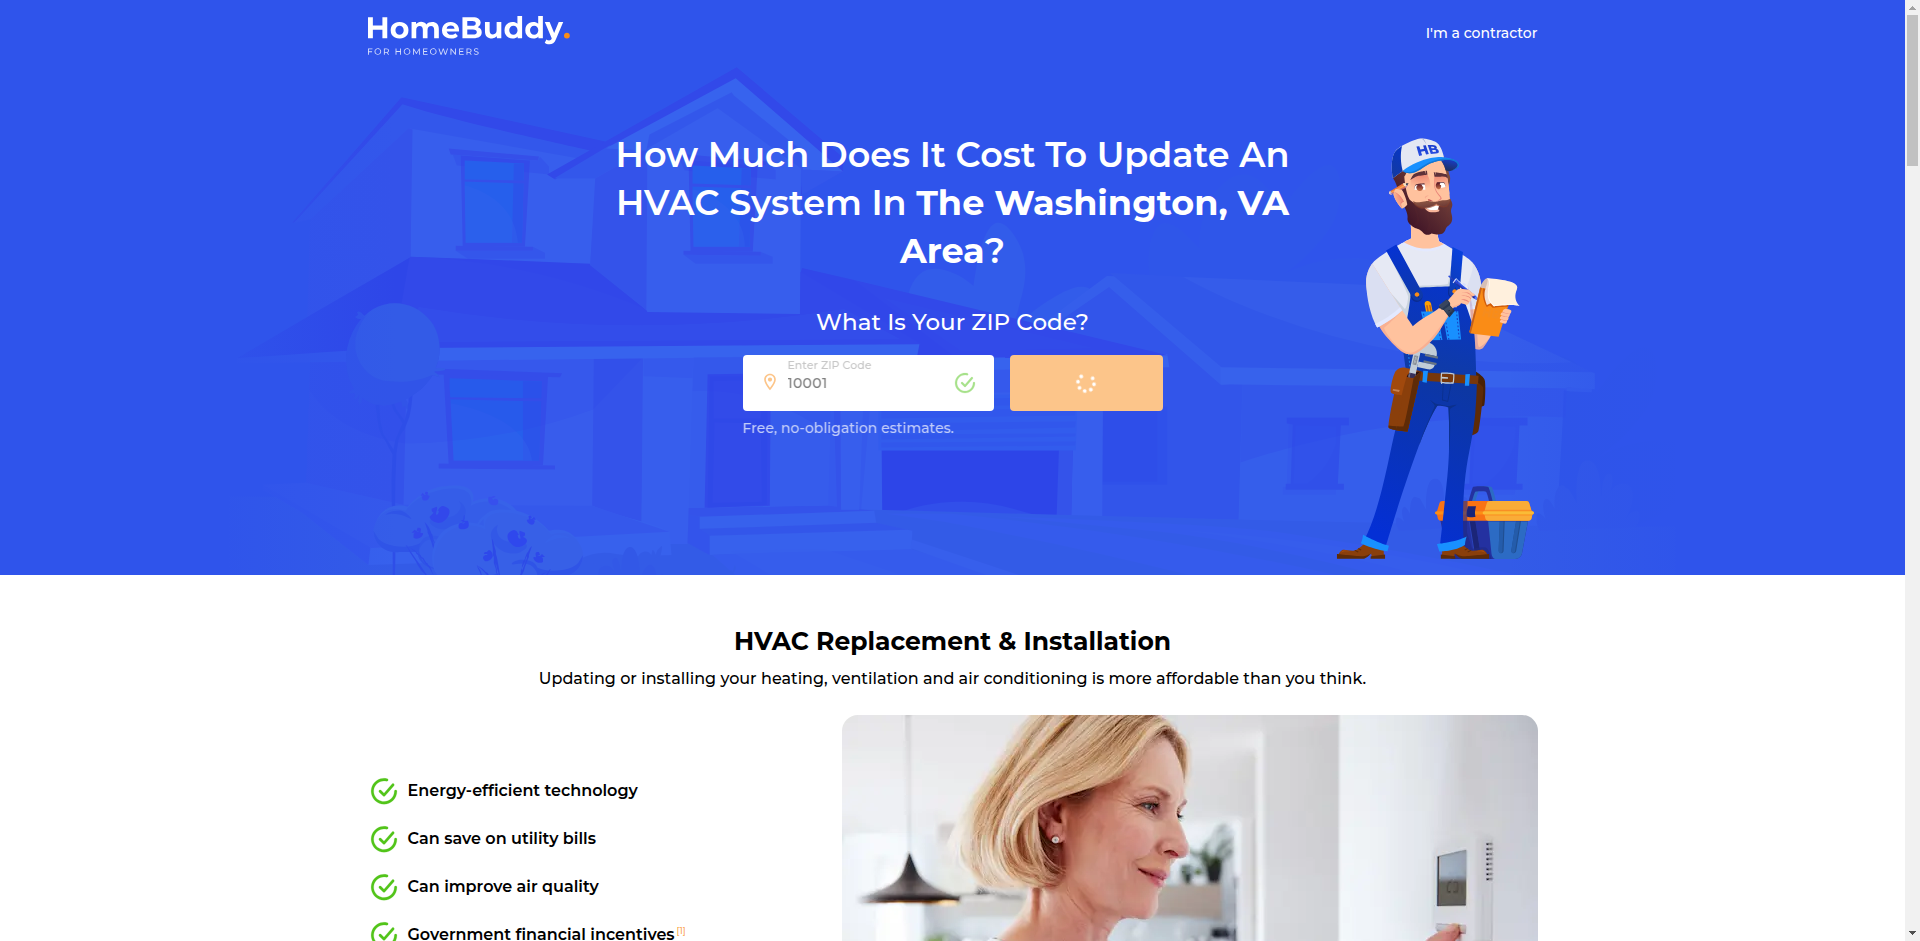 HomeBuddy.
FOR HOMEOWNERS
I'm a contractor
HB
How Much Does It Cost To Update An
HVAC System In The Washington, VA
Area?
What Is Your ZIP Code?
Enter ZIP Code
10001
Free, no-obligation estimates.
HVAC Replacement & Installation
Updating or installing your heating, ventilation and air conditioning is more affordable than you think.
Energy-efficient technology
Can save on utility bills
Can improve air quality
Government financial incentives [1]